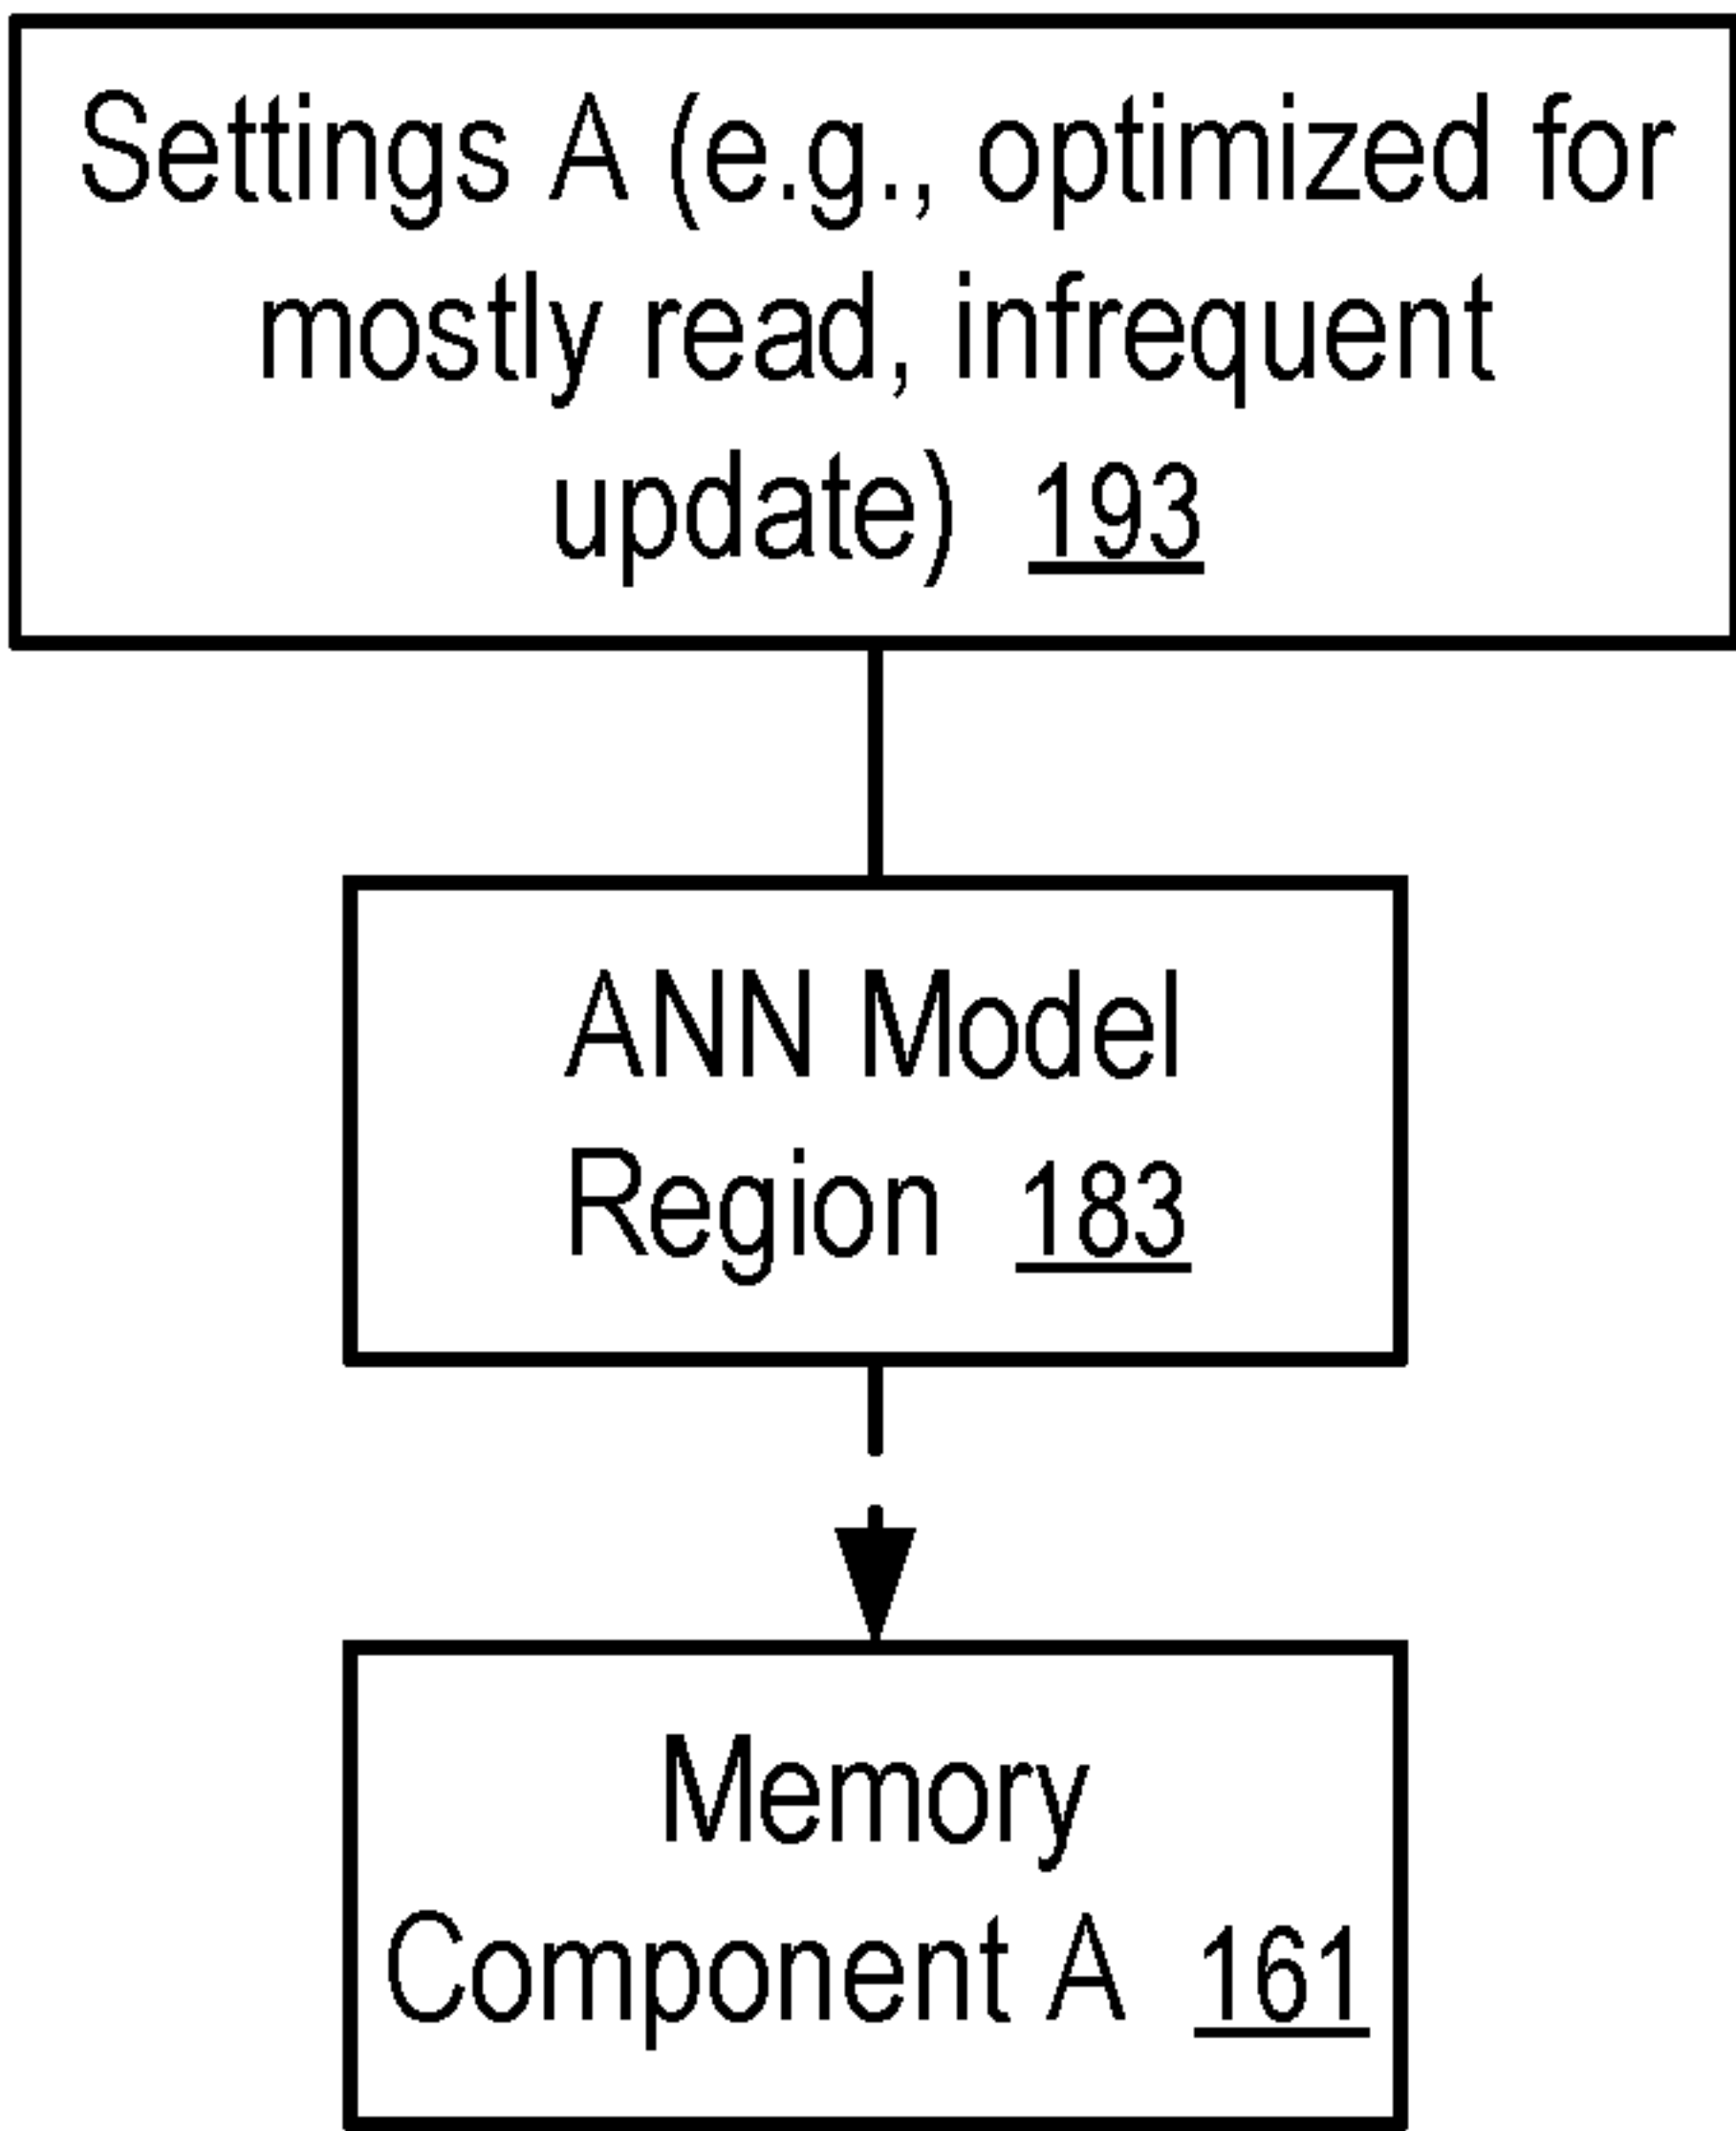 Settings A (e.g., optimized for
mostly read, infrequent
update) 193
ANN Model
Region 183
Memory
Component A 161